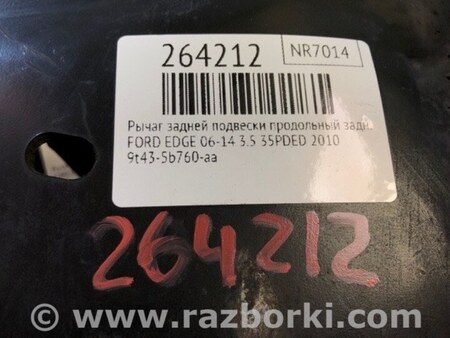 264212
NR7014
Рычаг задней подвески продольный задн.
FORD EDGE 06-14 3.5 35PDED 2010
9t43-5b760-aa
264212
© www.razborki.com